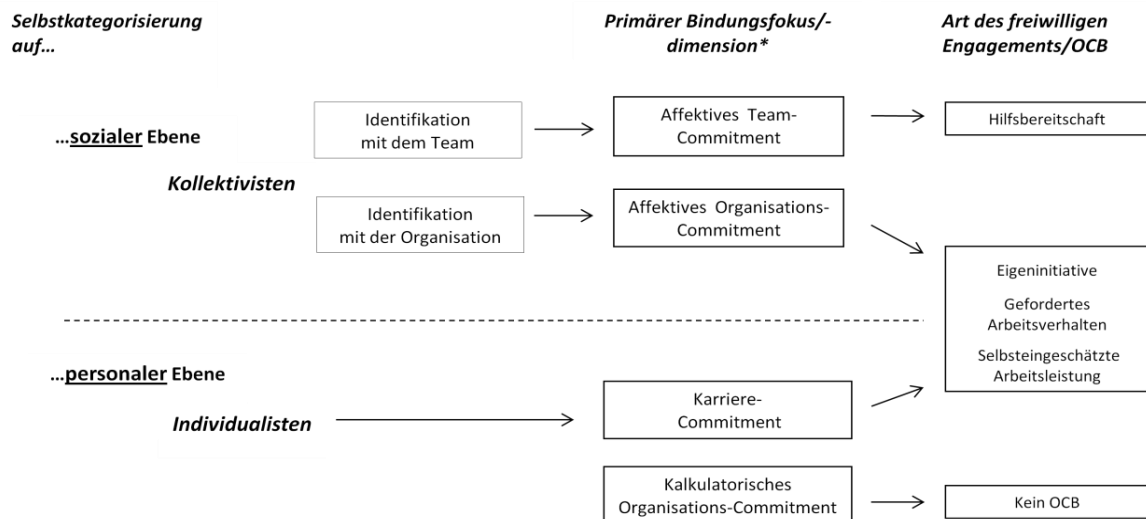 Selbstkategorisierung
auf…
Primärer Bindungsfokus/-
dimension*
Art des freiwilligen
Engagements/OCB
…sozialer Ebene
Kollektivisten
Identifikation
mit dem Team
Affektives Team-
Commitment
Hilfsbereitschaft
Identifikation
mit der Organisation
Affektives Organisations-
Commitment
Eigeninitiative
Gefordertes
Arbeitsverhalten
Selbsteingeschätzte
Arbeitsleistung
…personaler Ebene
Individualisten
Karriere-
Commitment
Kalkulatorisches
Organisations-Commitment
Kein OCB